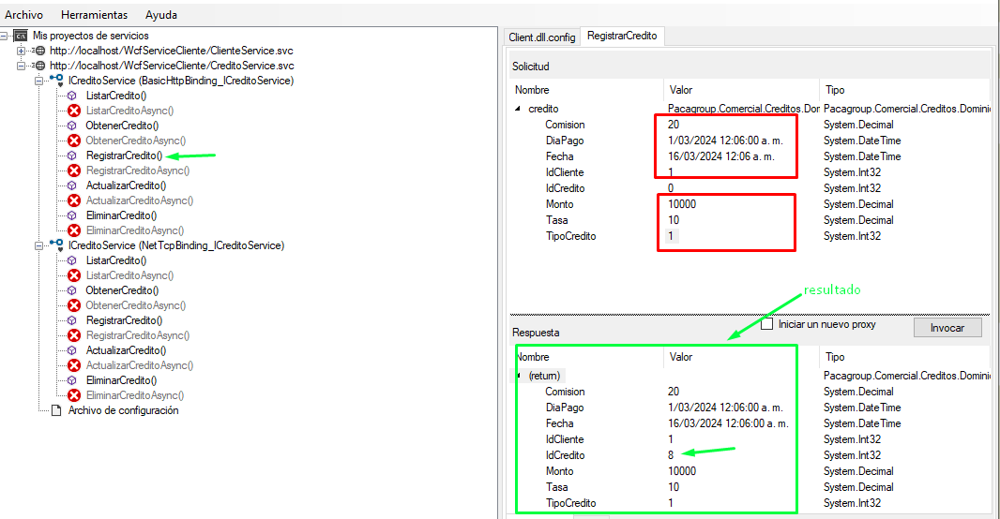 Archivo Herramientas Ayuda
Mis proyectos de servicios
http://localhost/WcfServiceCliente/ClienteService.svc
http://localhost/WcfServiceCliente/CreditoService.svc
ICreditoService (BasicHttpBinding_ICreditoService)
ListarCredito()
ListarCreditoAsync()
ObtenerCredito()
ObtenerCreditoAsync()
RegistrarCredito()
RegistrarCreditoAsync()
ActualizarCredito()
ActualizarCreditoAsync()
EliminarCredito()
EliminarCreditoAsync()
ICreditoService (NetTcpBinding_ICreditoService)
ListarCredito()
ListarCreditoAsync()
ObtenerCredito()
ObtenerCreditoAsync()
RegistrarCredito()
RegistrarCreditoAsync()
ActualizarCredito()
ActualizarCreditoAsync()
EliminarCredito()
EliminarCreditoAsync()
Archivo de configuración
Client.dll.config RegistrarCredito
Solicitud
Nombre Valor Tipo
credito Pacagroup.Comercial.Creditos.Dor Pacagroup.Comercial.Creditos.Dominio
Comision 20 System.Decimal
DiaPago 1/03/2024 12:06:00 a. m. System.DateTime
Fecha 16/03/2024 12:06 a. m. System.DateTime
IdCliente 1 System.Int32
IdCredito 0 System.Int32
Monto 10000 System.Decimal
Tasa 10 System.Decimal
TipoCredito 1 System.Int32
resultado
Respuesta Iniciar un nuevo proxy Invocar
Nombre Valor Tipo
(return) Pacagroup.Comercial.Creditos.Dominio
Comision 20 System.Decimal
DiaPago 1/03/2024 12:06:00 a. m. System.DateTime
Fecha 16/03/2024 12:06:00 a. m. System.DateTime
IdCliente 1 System.Int32
IdCredito 8 System.Int32
Monto 10000 System.Decimal
Tasa 10 System.Decimal
TipoCredito 1 System.Int32